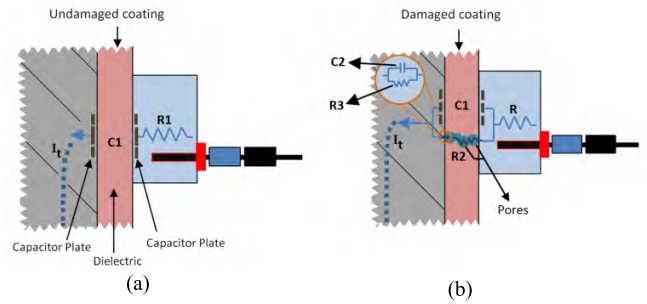 Undamaged coating
R1
C1
It
Capacitor Plate
Capacitor Plate
Dielectric
(a)
Damaged coating
C2
R3
C1
R
It
R2
Pores
(b)